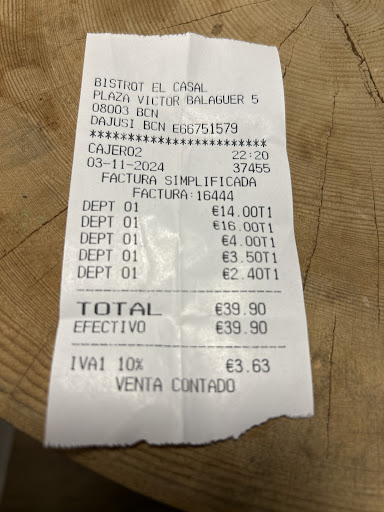 BISTROT EL CASAL
PLAZA VICTOR BALAGUER 5
08003 BCN
DAJUSI BCN E66751579
************************
CAJERO2 22:20
03-11-2024 37455
FACTURA SIMPLIFICADA
FACTURA:16444
DEPT 01 €14.00T1
DEPT 01 €16.00T1
DEPT 01 €4.00T1
DEPT 01 €3.50T1
DEPT 01 €2.40T1
TOTAL €39.90
EFECTIVO €39.90
IVA1 10% €3.63
VENTA CONTADO